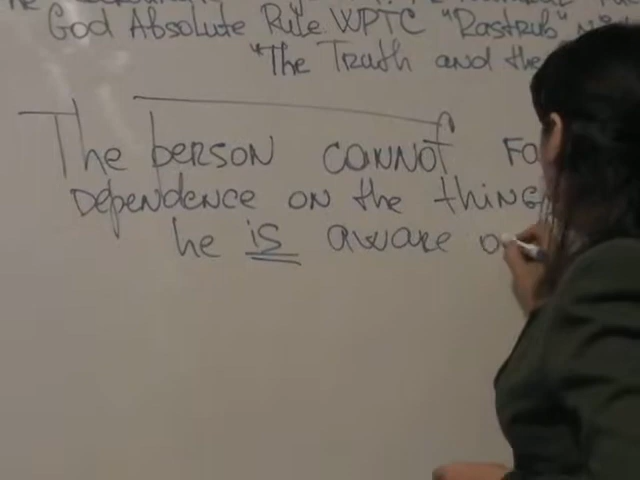 God Absolute Rule WPTC "Rastrub"
"The Truth and the
The person cannot Fo
Dependence on the thing
he is aware o